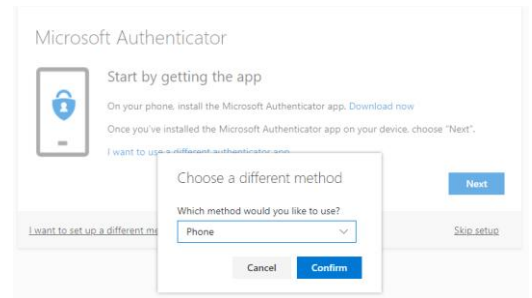 Microsoft Authenticator
Start by getting the app
On your phone, install the Microsoft Authenticator app. Download now
Once you've installed the Microsoft Authenticator app on your device, choose "Next".
I want to use a different authenticator app
Choose a different method
Next
Which method would you like to use?
I want to set up a different me
Phone
Skip setup
Cancel
Confirm